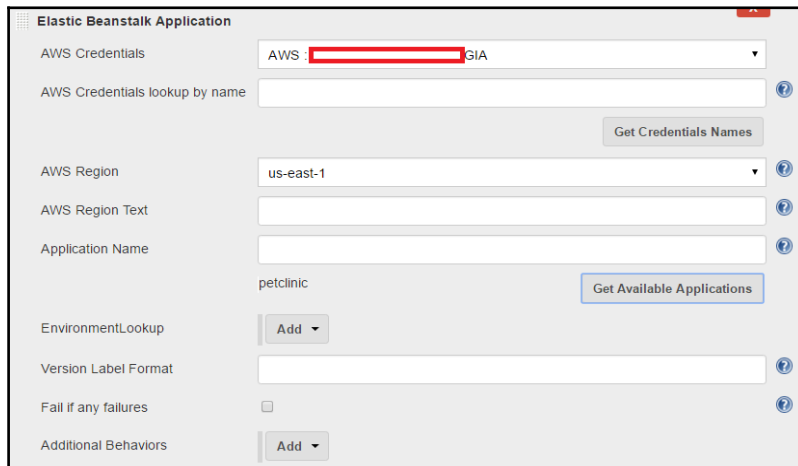 Elastic Beanstalk Application
AWS Credentials
AWS : GIA
AWS Credentials lookup by name
Get Credentials Names
AWS Region
us-east-1
AWS Region Text
Application Name
petclinic
Get Available Applications
EnvironmentLookup
Add
Version Label Format
Fail if any failures
Additional Behaviors
Add